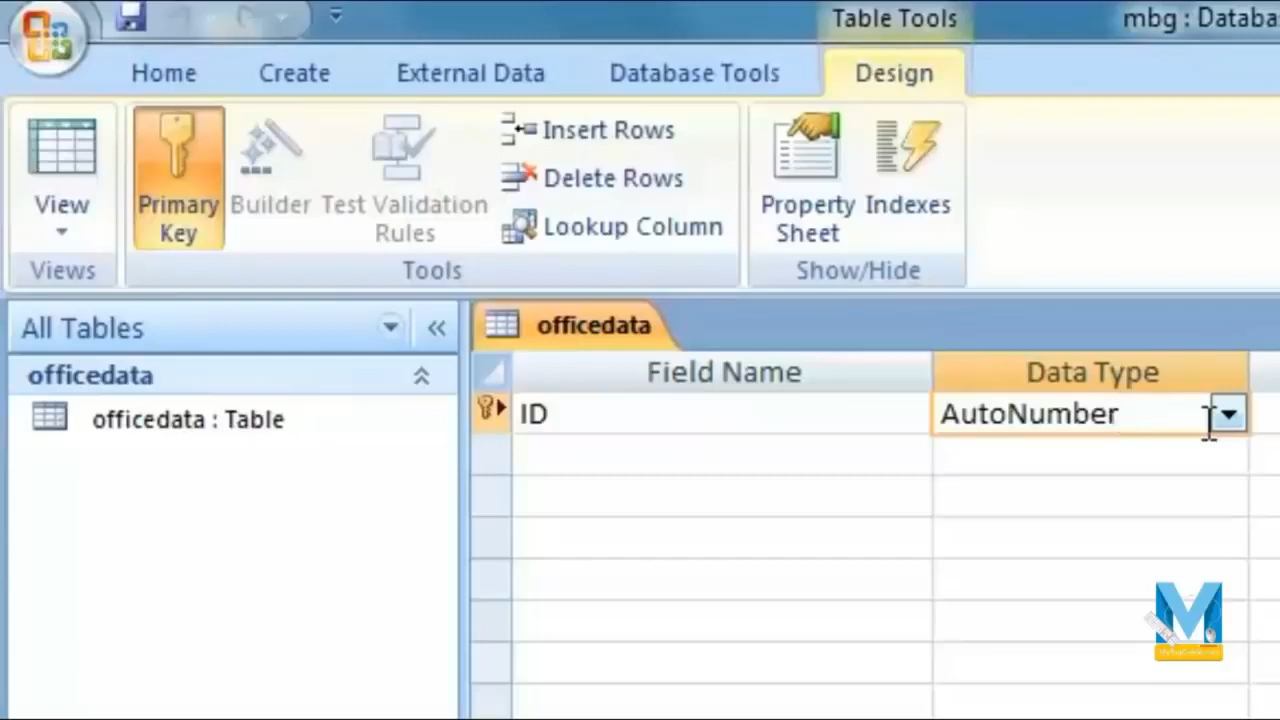 Table Tools
mbg : Databa
Home
Create
External Data
Database Tools
Design
View
Views
Primary
Key
Builder
Test Validation
Rules
Insert Rows
Delete Rows
Lookup Column
Tools
Property
Sheet
Indexes
Show/Hide
All Tables
officedata
officedata : Table
officedata
Field Name
Data Type
ID
AutoNumber
M